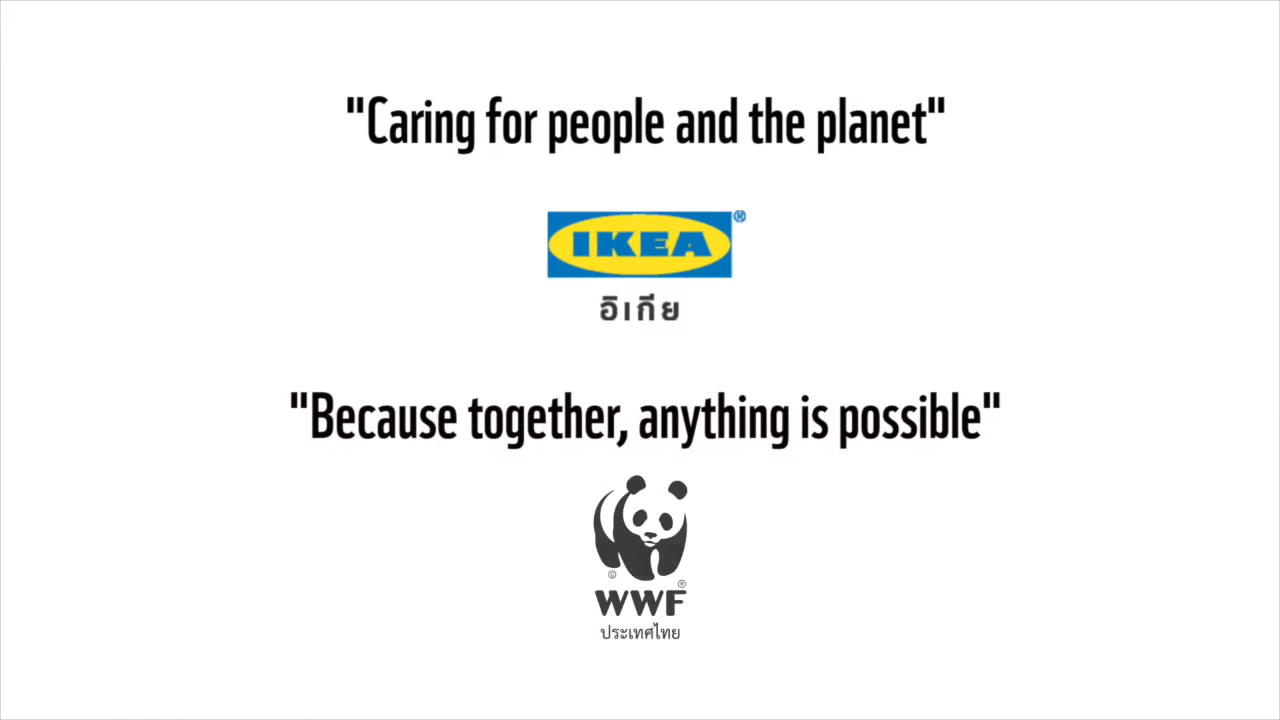 "Caring for people and the planet"
IKEA®
อิเกีย
"Because together, anything is possible"
© ®
WWF
ประเทศไทย